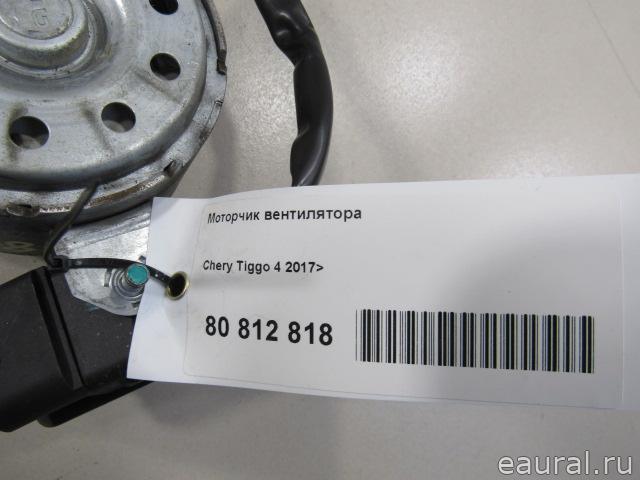 Моторчик вентилятора
Chery Tiggo 4 2017>
80 812 818
eaural.ru